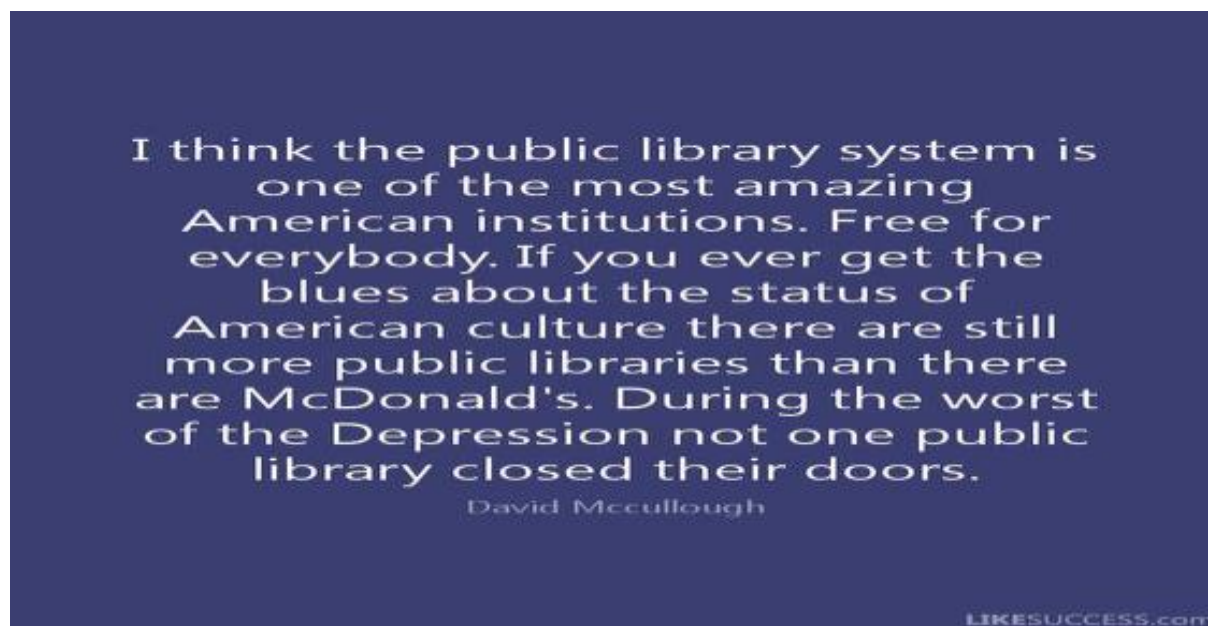 I think the public library system is
one of the most amazing
American institutions. Free for
everybody. If you ever get the
blues about the status of
American culture there are still
more public libraries than there
are McDonald's. During the worst
of the Depression not one public
library closed their doors.
David Mccullough
LIKESUCCESS.com